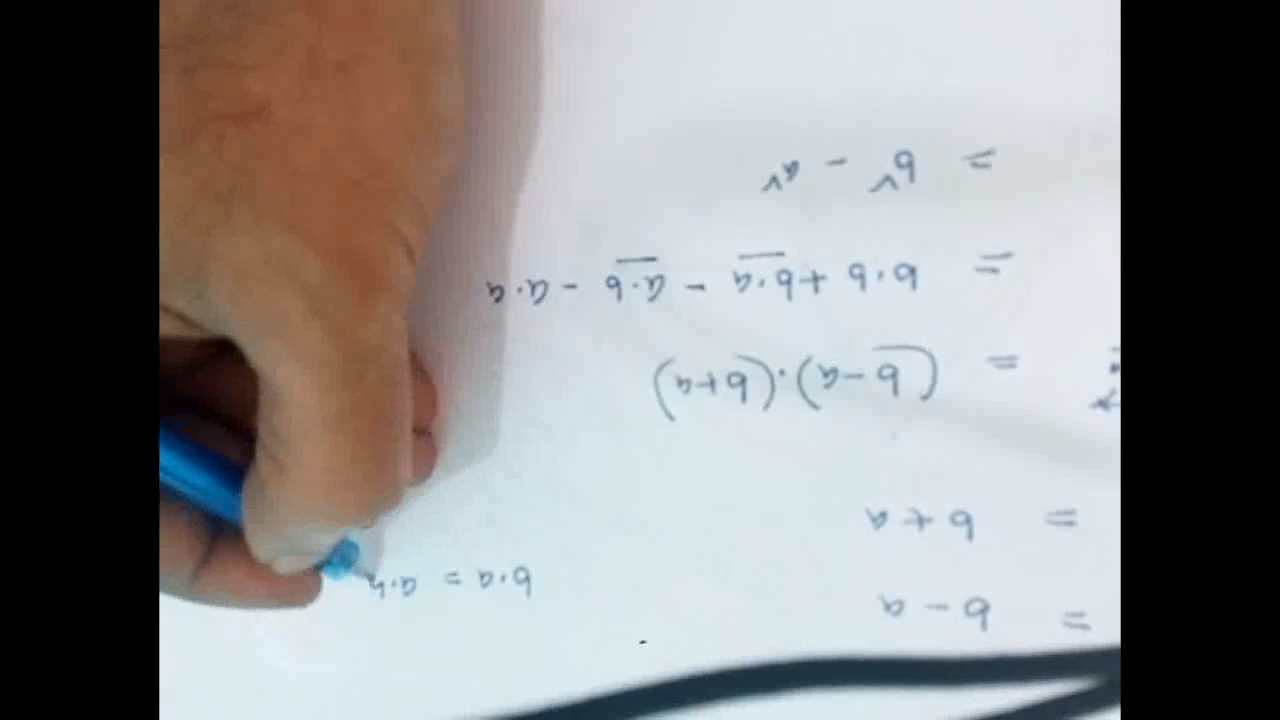 = b - a
b·a = a·b
= b + a
= (b-a)·(b+a)
= b·b + b·a - a·b - a·a
= b² - a²